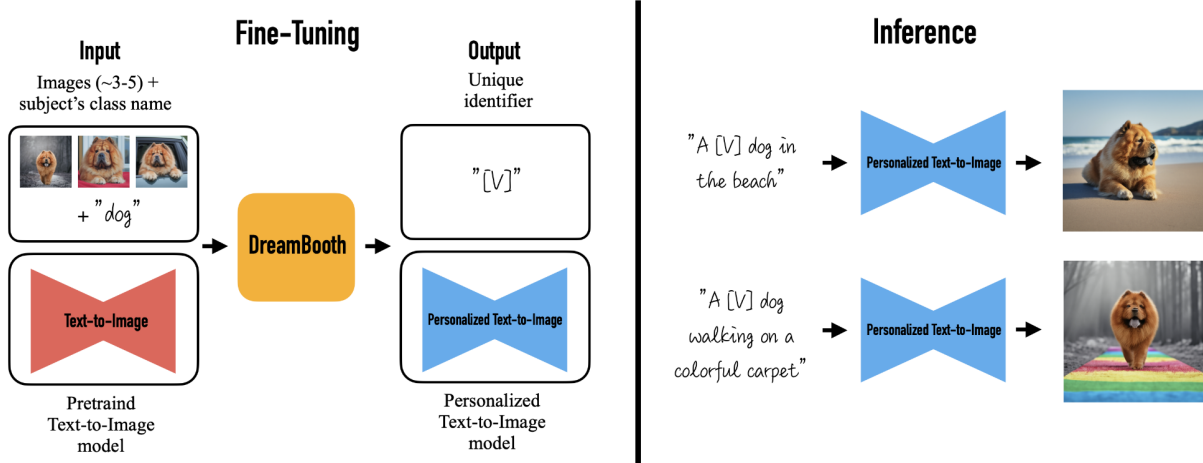 Fine-Tuning
Input
Images (~3-5) +
subject's class name
+ "dog"
Text-to-Image
Pretraind
Text-to-Image
model
DreamBooth
Output
Unique
identifier
"[V]"
Personalized Text-to-Image
Personalized
Text-to-Image
model
Inference
"A [V] dog in
the beach"
Personalized Text-to-Image
"A [V] dog
walking on a
colorful carpet"
Personalized Text-to-Image